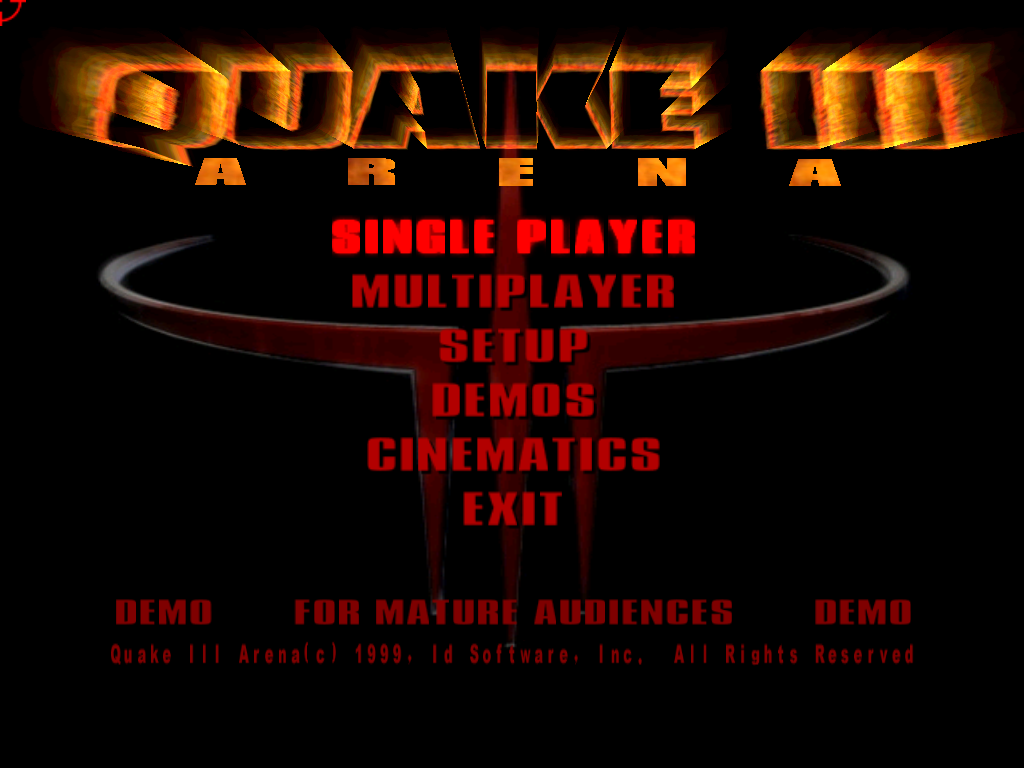 QUAKE III
ARENA
SINGLE PLAYER
MULTIPLAYER
SETUP
DEMOS
CINEMATICS
EXIT
DEMO FOR MATURE AUDIENCES DEMO
Quake III Arena(c) 1999, Id Software, Inc. All Rights Reserved